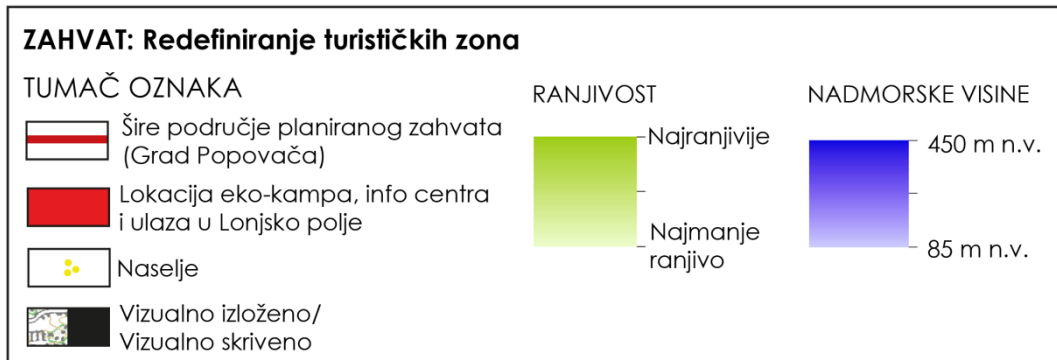 ZAHVAT: Redefiniranje turističkih zona
TUMAČ OZNAKA
Šire područje planiranog zahvata
(Grad Popovača)
Lokacija eko-kampa, info centra
i ulaza u Lonjsko polje
Naselje
Vizualno izloženo/
Vizualno skriveno
RANJIVOST
Najranjivije
Najmanje
ranjivo
NADMORSKE VISINE
450 m n.v.
85 m n.v.